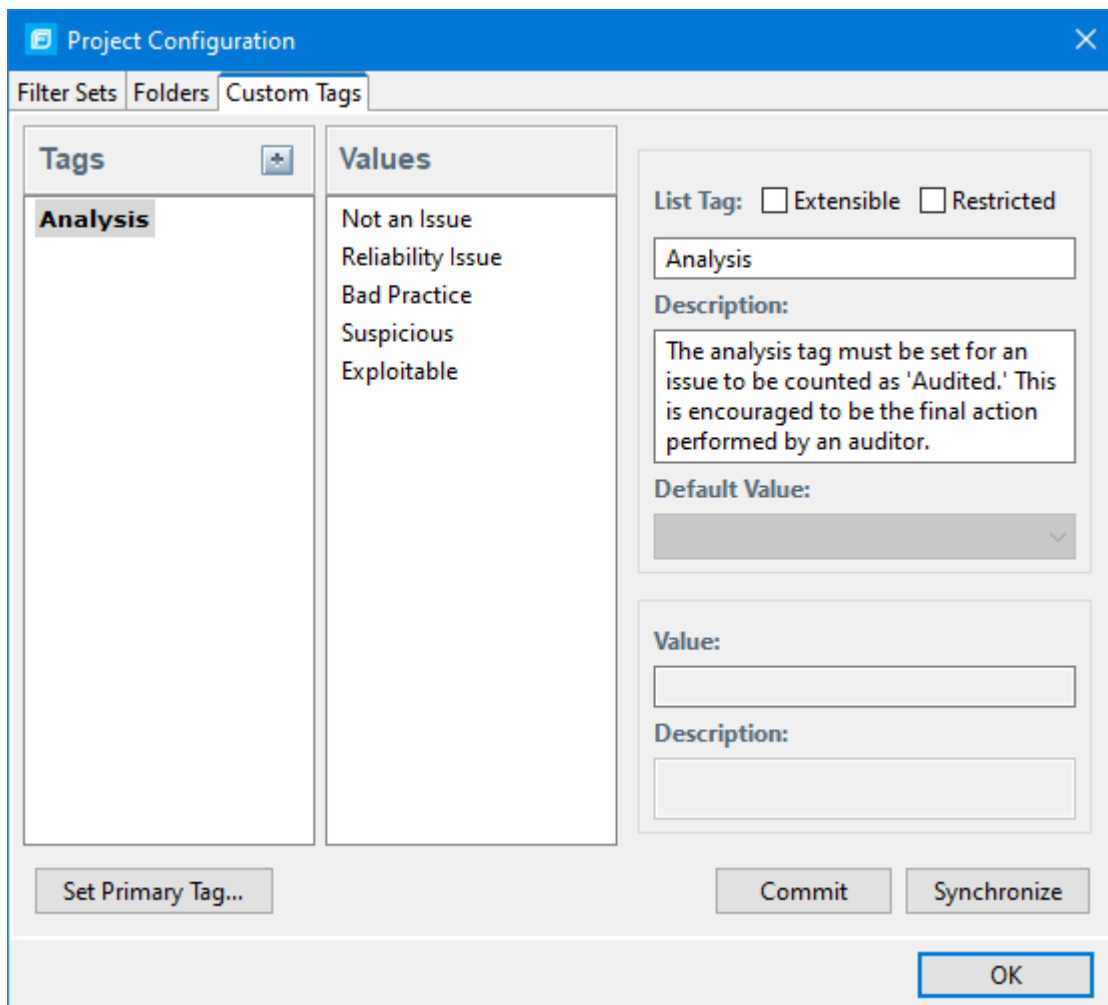 Project Configuration
Filter Sets Folders Custom Tags
Tags
Analysis
Values
Not an Issue
Reliability Issue
Bad Practice
Suspicious
Exploitable
List Tag: Extensible Restricted
Analysis
Description:
The analysis tag must be set for an
issue to be counted as 'Audited.' This
is encouraged to be the final action
performed by an auditor.
Default Value:
Value:
Description:
Set Primary Tag...
Commit Synchronize
OK